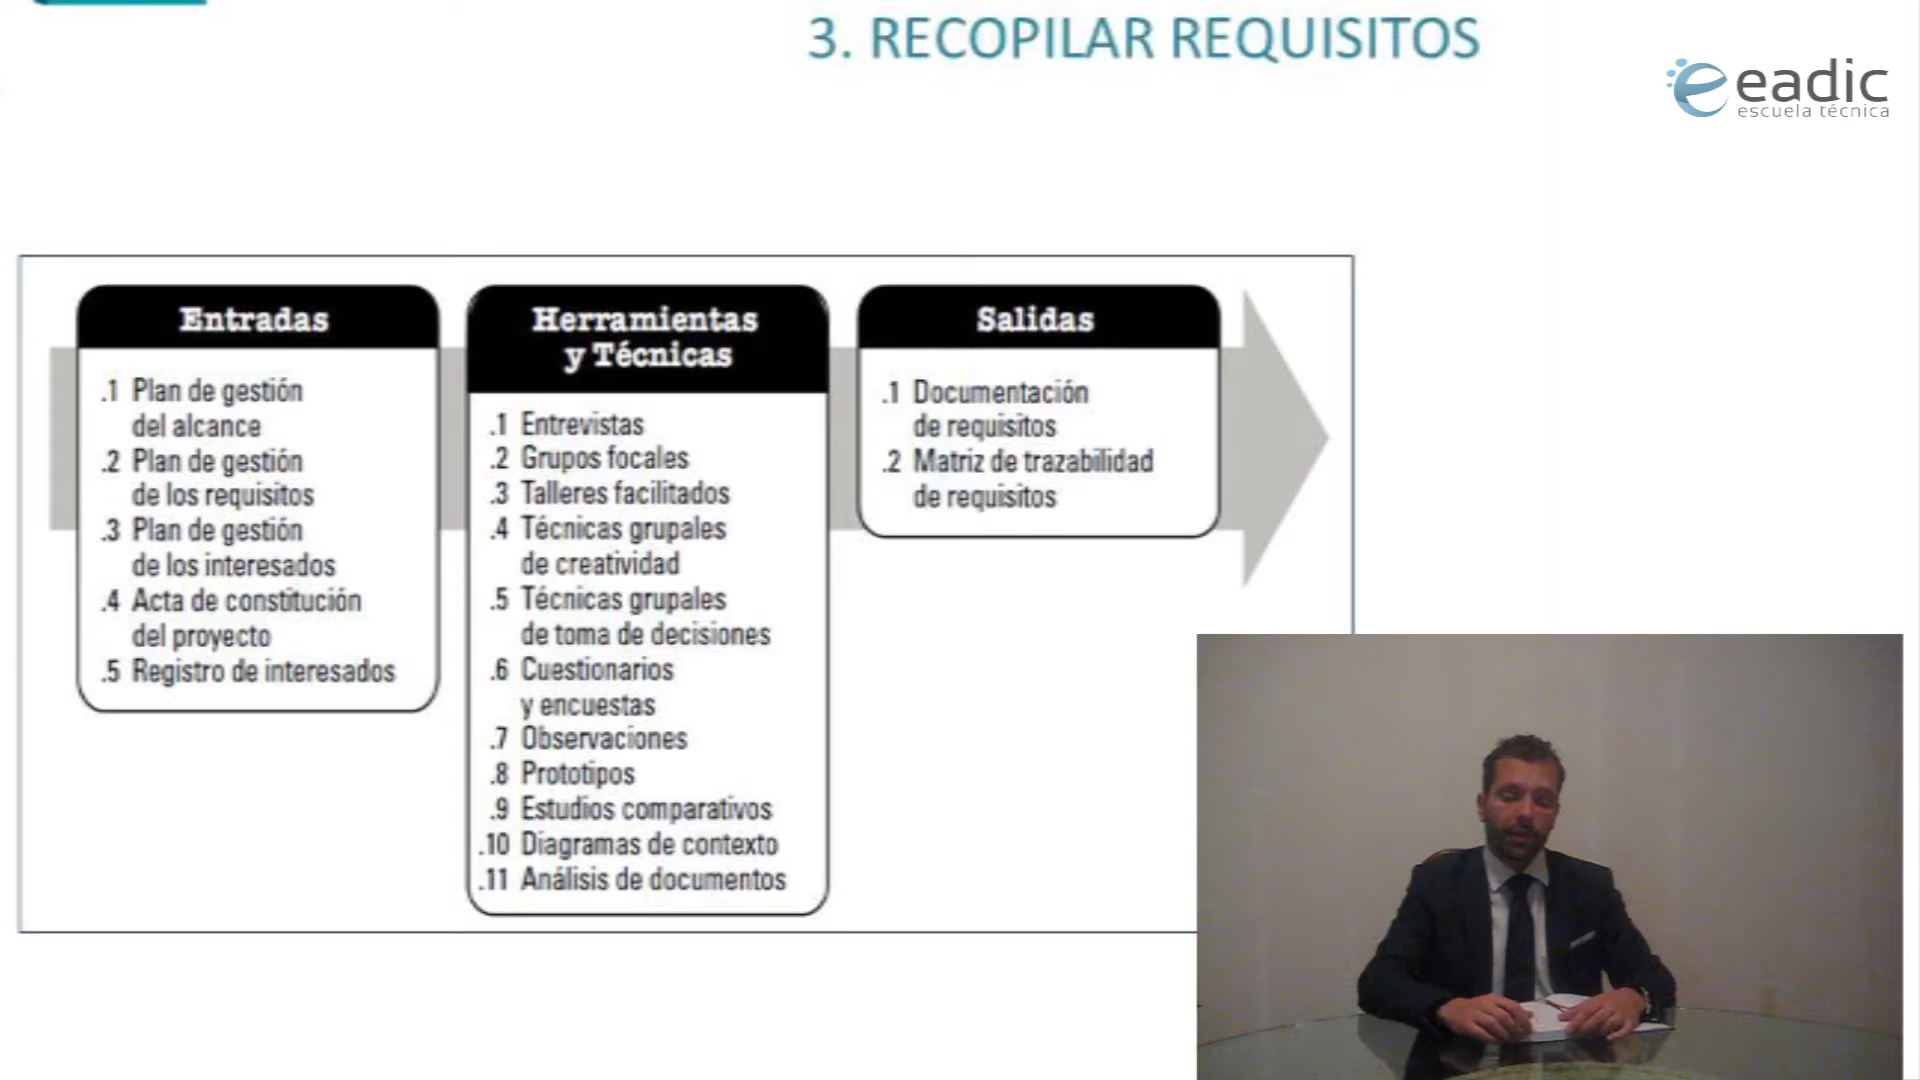 3. RECOPILAR REQUISITOS
eadic
escuela técnica
Entradas
.1 Plan de gestión
del alcance
.2 Plan de gestión
de los requisitos
.3 Plan de gestión
de los interesados
.4 Acta de constitución
del proyecto
.5 Registro de interesados
Herramientas
y Técnicas
.1 Entrevistas
.2 Grupos focales
.3 Talleres facilitados
.4 Técnicas grupales
de creatividad
.5 Técnicas grupales
de toma de decisiones
.6 Cuestionarios
y encuestas
.7 Observaciones
.8 Prototipos
.9 Estudios comparativos
.10 Diagramas de contexto
.11 Análisis de documentos
Salidas
.1 Documentación
de requisitos
.2 Matriz de trazabilidad
de requisitos